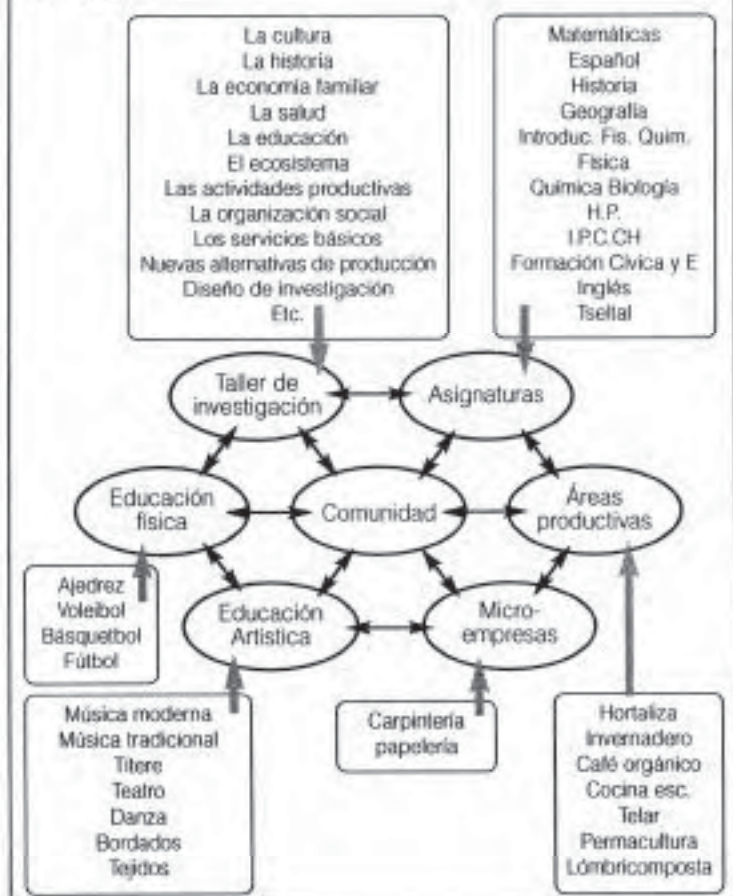 La cultura
La historia
La economía familiar
La salud
La educación
El ecosistema
Las actividades productivas
La organización social
Los servicios básicos
Nuevas alternativas de producción
Diseño de investigación
Etc.
Matemáticas
Español
Historia
Geografía
Introduc. Fis. Quim.
Física
Química Biología
H.P.
I.P.C.CH
Formación Cívica y E
Inglés
Tseltal
Taller de
investigación
Asignaturas
Educación
física
Comunidad
Áreas
productivas
Educación
Artística
Micro-
empresas
Ajedrez
Voleibol
Básquetbol
Fútbol
Música moderna
Música tradicional
Títere
Teatro
Danza
Bordados
Tejidos
Carpintería
papelería
Hortaliza
Invernadero
Café orgánico
Cocina esc.
Telar
Permacultura
Lómbricomposta